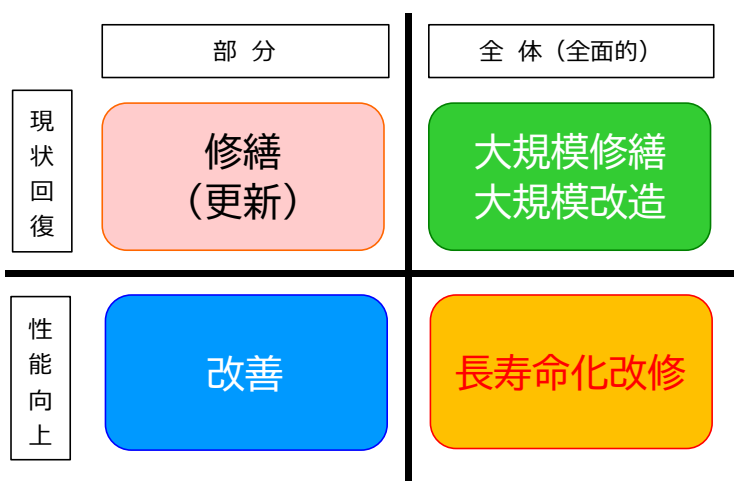 部 分
全 体（全面的）
現状回復
修繕
（更新）
大規模修繕
大規模改造
性能向上
改善
長寿命化改修